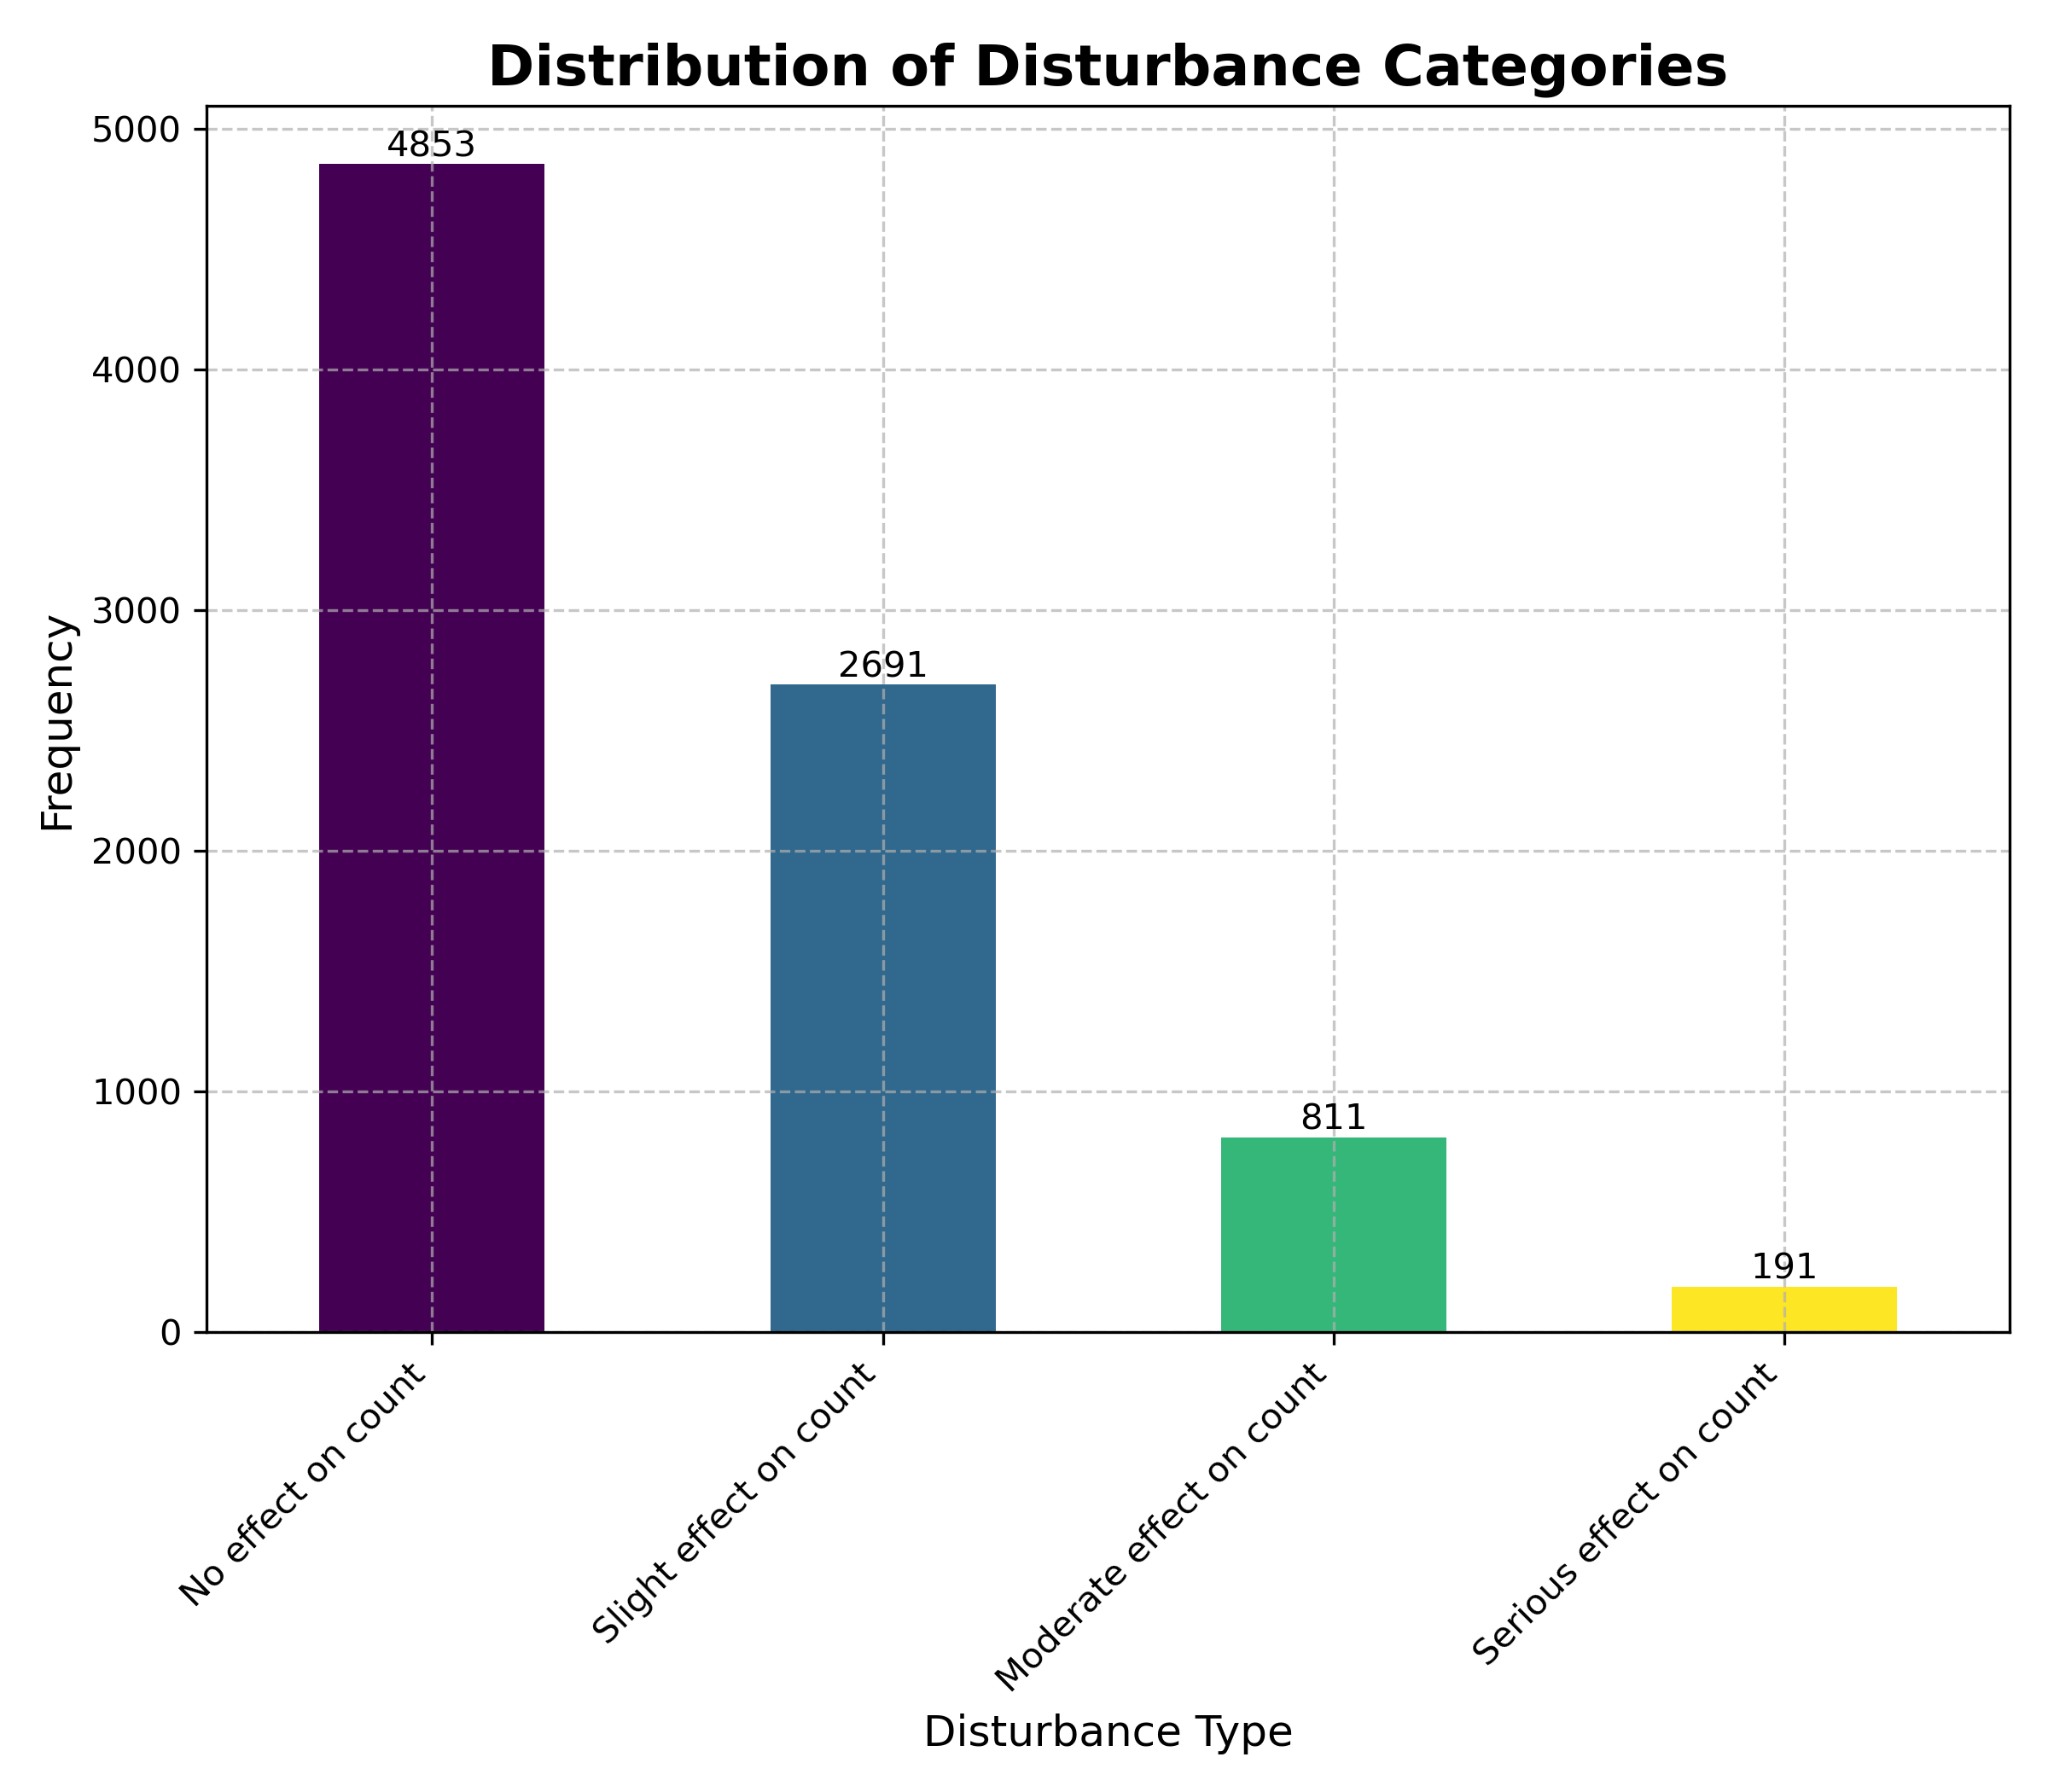 Distribution of Disturbance Categories
5000
4000
3000
2000
1000
0
Frequency
4853
2691
811
191
No effect on count
Slight effect on count
Moderate effect on count
Serious effect on count
Disturbance Type